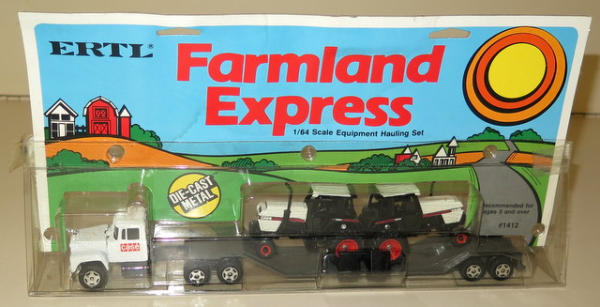 ERTL®
Farmland
Express
1/64 Scale Equipment Hauling Set
DIE-CAST
METAL
Recommended for
ages 3 and over
#1412
CASE